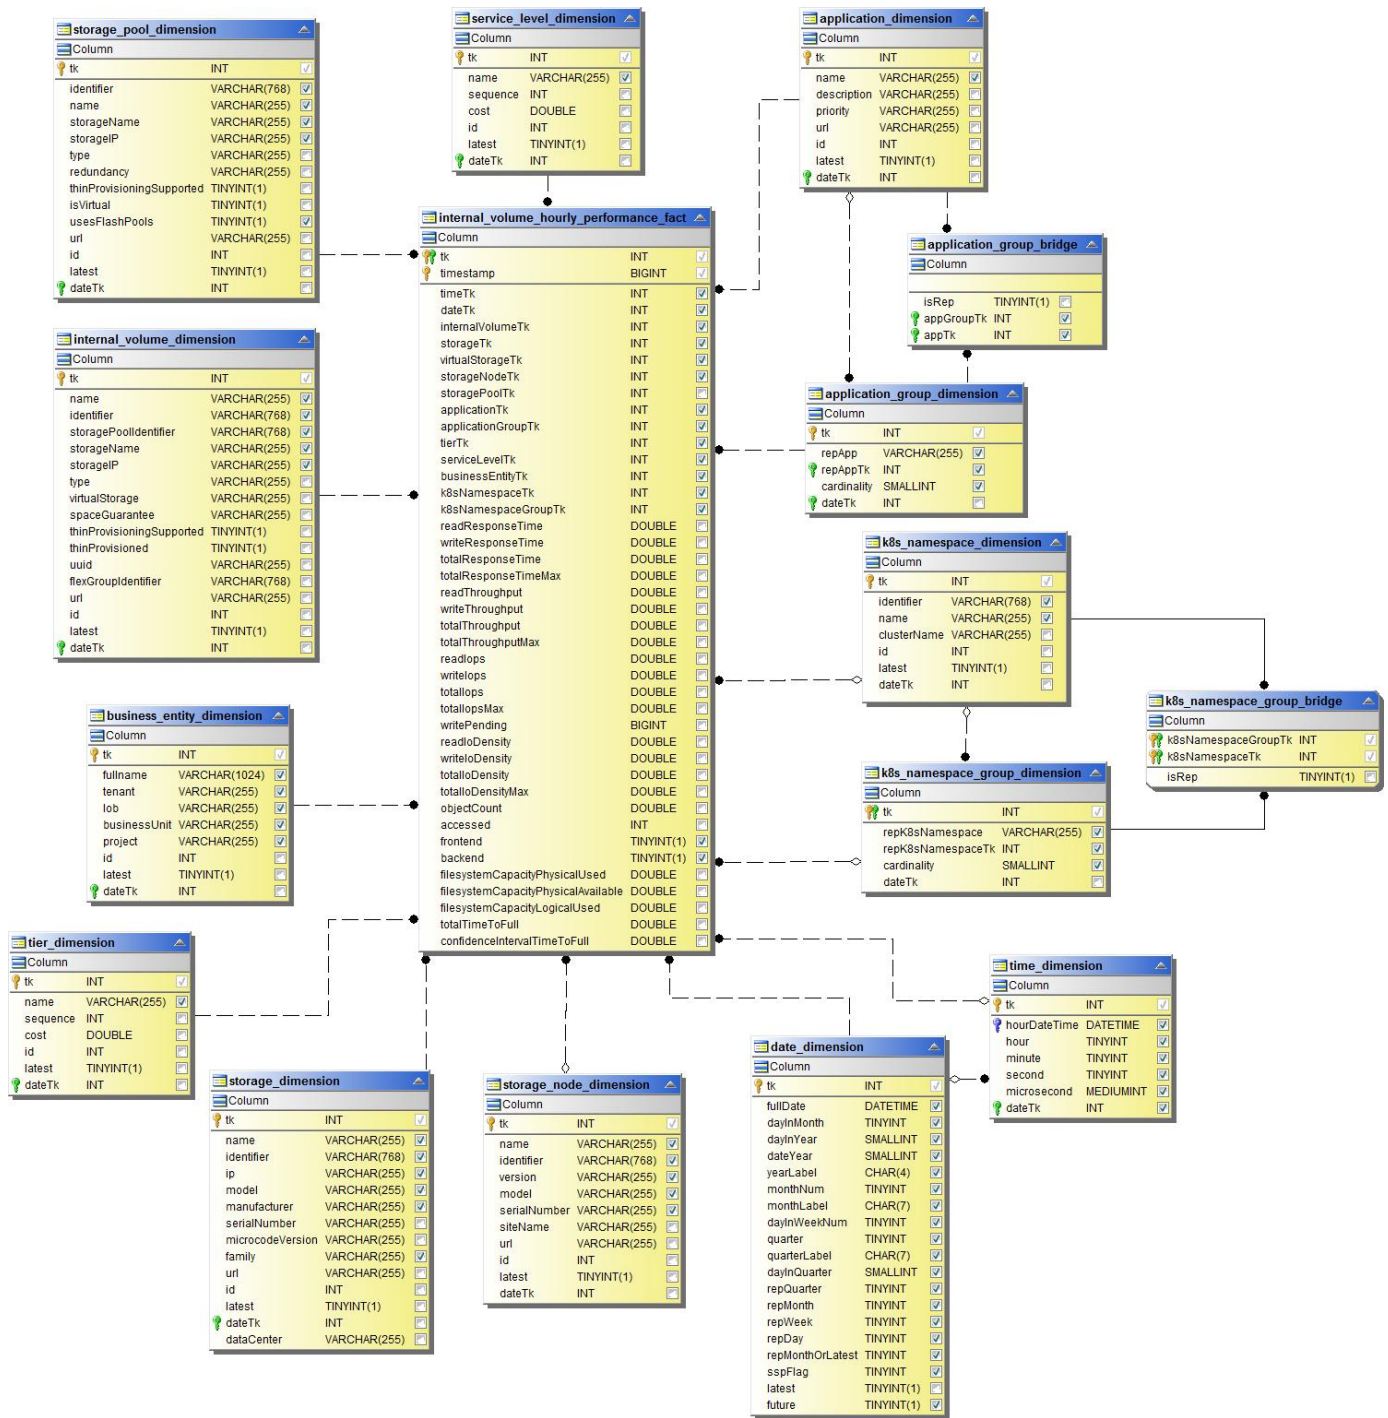 storage_pool_dimension
Column
tk INT
identifier VARCHAR(768)
name VARCHAR(255)
storageName VARCHAR(255)
storageIP VARCHAR(255)
type VARCHAR(255)
redundancy VARCHAR(255)
thinProvisioningSupported TINYINT(1)
isVirtual TINYINT(1)
usesFlashPools TINYINT(1)
url VARCHAR(255)
id INT
latest TINYINT(1)
dateTk INT
service_level_dimension
Column
tk INT
name VARCHAR(255)
sequence INT
cost DOUBLE
id INT
latest TINYINT(1)
dateTk INT
application_dimension
Column
tk INT
name VARCHAR(255)
description VARCHAR(255)
priority VARCHAR(255)
url VARCHAR(255)
id INT
latest TINYINT(1)
dateTk INT
internal_volume_hourly_performance_fact
Column
tk INT
timestamp BIGINT
timeTk INT
dateTk INT
internalVolumeTk INT
storageTk INT
virtualStorageTk INT
storageNodeTk INT
storagePoolTk INT
applicationTk INT
applicationGroupTk INT
tierTk INT
serviceLevelTk INT
businessEntityTk INT
k8sNamespaceTk INT
k8sNamespaceGroupTk INT
readResponseTime DOUBLE
writeResponseTime DOUBLE
totalResponseTime DOUBLE
totalResponseTimeMax DOUBLE
readThroughput DOUBLE
writeThroughput DOUBLE
totalThroughput DOUBLE
totalThroughputMax DOUBLE
readIops DOUBLE
writeIops DOUBLE
totalIops DOUBLE
totalIopsMax DOUBLE
writePending BIGINT
readIoDensity DOUBLE
writeIoDensity DOUBLE
totalIoDensity DOUBLE
totalIoDensityMax DOUBLE
objectCount DOUBLE
accessed INT
frontend TINYINT(1)
backend TINYINT(1)
filesystemCapacityPhysicalUsed DOUBLE
filesystemCapacityPhysicalAvailable DOUBLE
filesystemCapacityLogicalUsed DOUBLE
totalTimeToFull DOUBLE
confidenceIntervalTimeToFull DOUBLE
application_group_bridge
Column
isRep TINYINT(1)
appGroupTk INT
appTk INT
internal_volume_dimension
Column
tk INT
name VARCHAR(255)
identifier VARCHAR(768)
storagePoolIdentifier VARCHAR(768)
storageName VARCHAR(255)
storageIP VARCHAR(255)
type VARCHAR(255)
virtualStorage VARCHAR(255)
spaceGuarantee VARCHAR(255)
thinProvisioningSupported TINYINT(1)
thinProvisioned TINYINT(1)
uuid VARCHAR(255)
flexGroupIdentifier VARCHAR(768)
url VARCHAR(255)
id INT
latest TINYINT(1)
dateTk INT
application_group_dimension
Column
tk INT
repApp VARCHAR(255)
repAppTk INT
cardinality SMALLINT
dateTk INT
k8s_namespace_dimension
Column
tk INT
identifier VARCHAR(768)
name VARCHAR(255)
clusterName VARCHAR(255)
id INT
latest TINYINT(1)
dateTk INT
k8s_namespace_group_bridge
Column
k8sNamespaceGroupTk INT
k8sNamespaceTk INT
isRep TINYINT(1)
business_entity_dimension
Column
tk INT
fullname VARCHAR(1024)
tenant VARCHAR(255)
lob VARCHAR(255)
businessUnit VARCHAR(255)
project VARCHAR(255)
id INT
latest TINYINT(1)
dateTk INT
k8s_namespace_group_dimension
Column
tk INT
repK8sNamespace VARCHAR(255)
repK8sNamespaceTk INT
cardinality SMALLINT
dateTk INT
tier_dimension
Column
tk INT
name VARCHAR(255)
sequence INT
cost DOUBLE
id INT
latest TINYINT(1)
dateTk INT
time_dimension
Column
tk INT
hourDateTime DATETIME
hour TINYINT
minute TINYINT
second TINYINT
microsecond MEDIUMINT
dateTk INT
storage_dimension
Column
tk INT
name VARCHAR(255)
identifier VARCHAR(768)
ip VARCHAR(255)
model VARCHAR(255)
manufacturer VARCHAR(255)
serialNumber VARCHAR(255)
microcodeVersion VARCHAR(255)
family VARCHAR(255)
url VARCHAR(255)
id INT
latest TINYINT(1)
dateTk INT
dataCenter VARCHAR(255)
storage_node_dimension
Column
tk INT
name VARCHAR(255)
identifier VARCHAR(768)
version VARCHAR(255)
model VARCHAR(255)
serialNumber VARCHAR(255)
siteName VARCHAR(255)
url VARCHAR(255)
id INT
latest TINYINT(1)
dateTk INT
date_dimension
Column
tk INT
fullDate DATETIME
dayInMonth TINYINT
dayInYear SMALLINT
dateYear SMALLINT
yearLabel CHAR(4)
monthNum TINYINT
monthLabel CHAR(7)
dayInWeekNum TINYINT
quarter TINYINT
quarterLabel CHAR(7)
dayInQuarter SMALLINT
repQuarter TINYINT
repMonth TINYINT
repWeek TINYINT
repDay TINYINT
repMonthOrLatest TINYINT
sspFlag TINYINT
latest TINYINT(1)
future TINYINT(1)